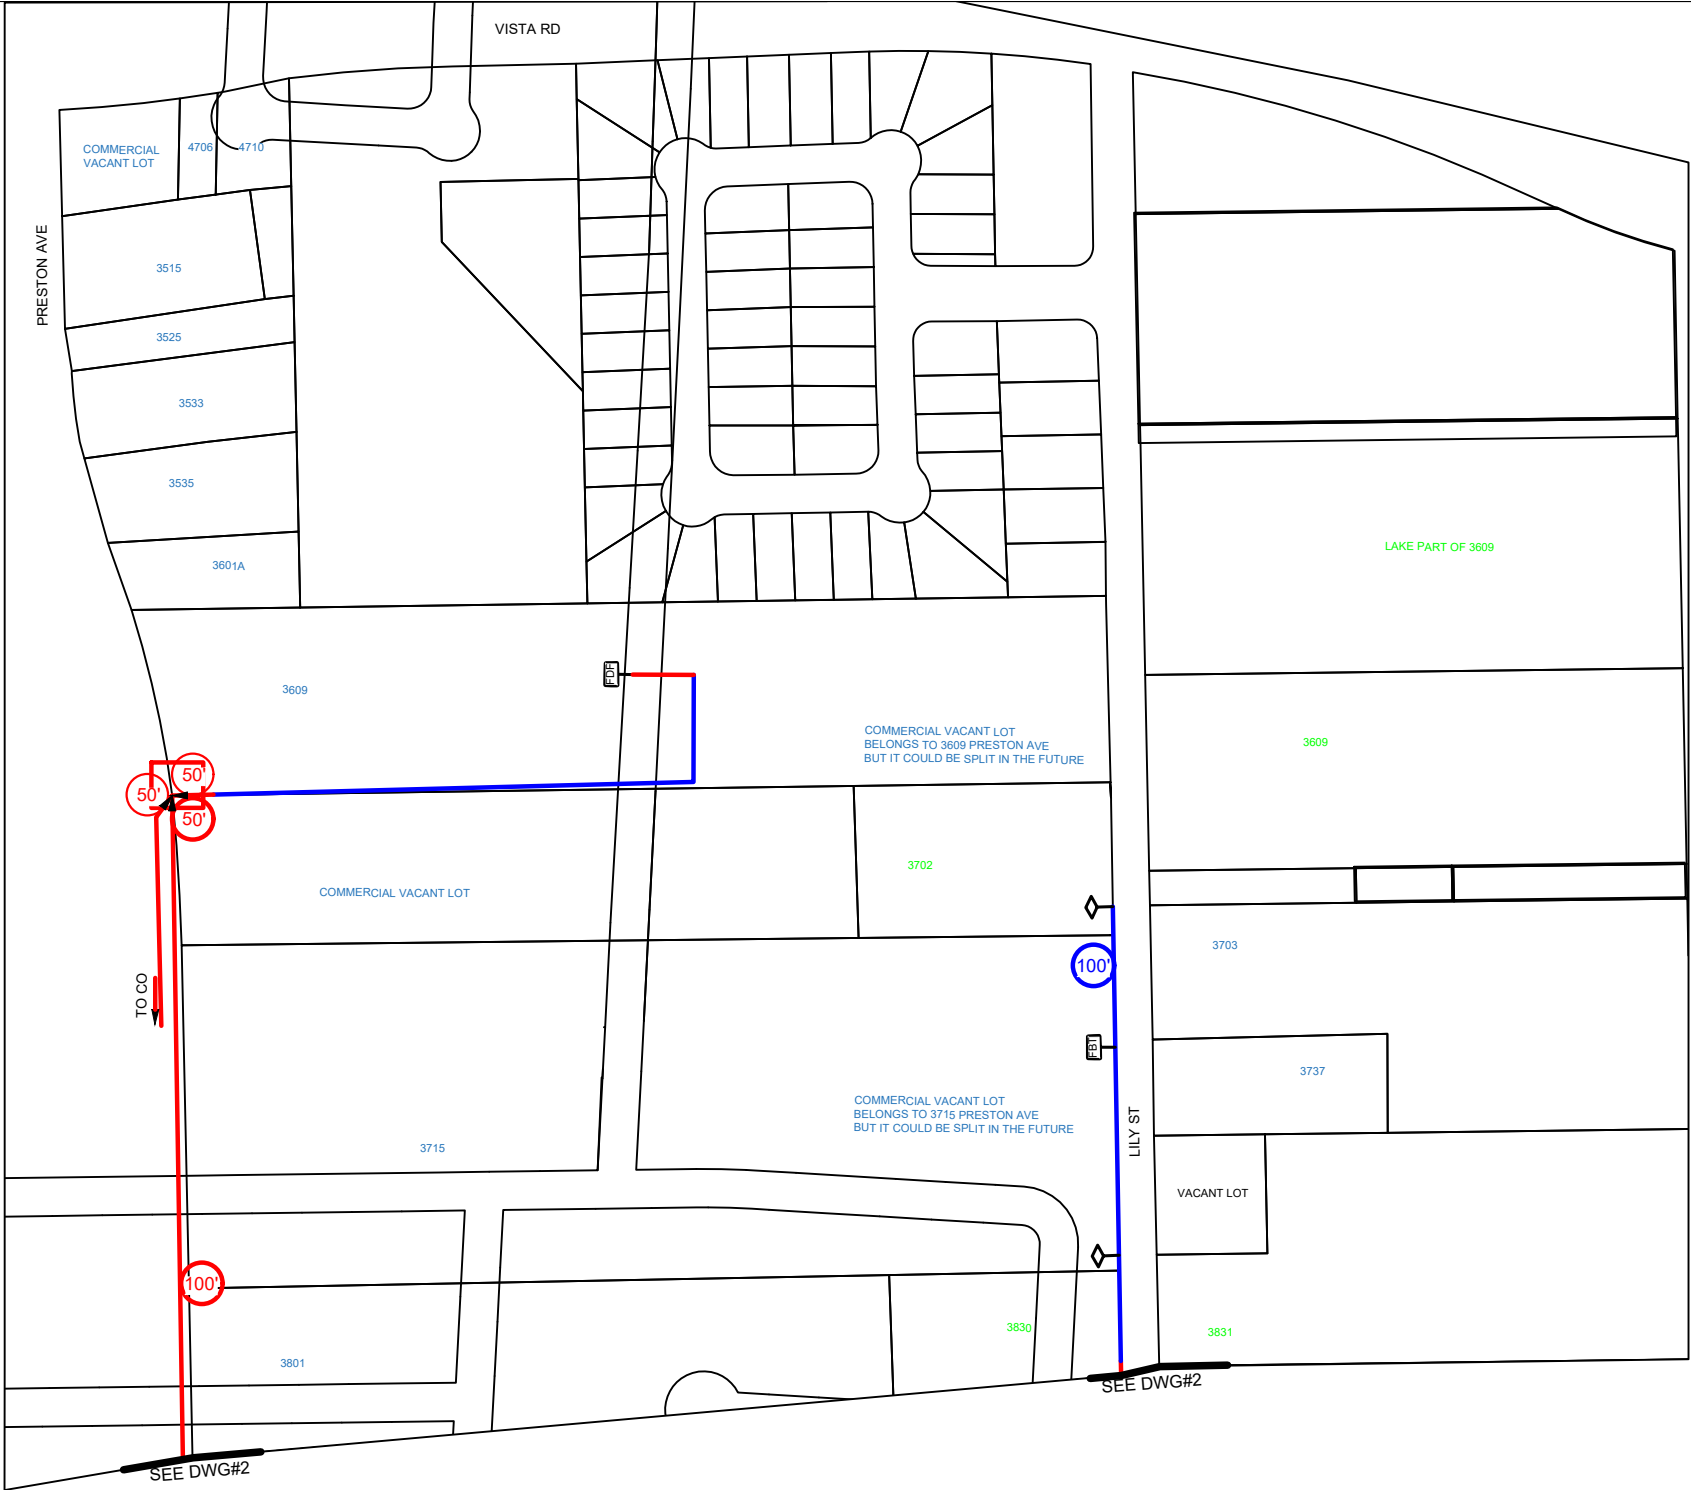 VISTA RD
COMMERCIAL
VACANT LOT
4706
4710
PRESTON AVE
3515
3525
3533
3535
3601A
LAKE PART OF 3609
FDF
3609
COMMERCIAL VACANT LOT
BELONGS TO 3609 PRESTON AVE
BUT IT COULD BE SPLIT IN THE FUTURE
3609
50'
50'
50'
3702
COMMERCIAL VACANT LOT
3703
100'
TO CO
FBT
3737
COMMERCIAL VACANT LOT
BELONGS TO 3715 PRESTON AVE
BUT IT COULD BE SPLIT IN THE FUTURE
LILY ST
3715
VACANT LOT
100'
3830
3831
3801
SEE DWG#2
SEE DWG#2